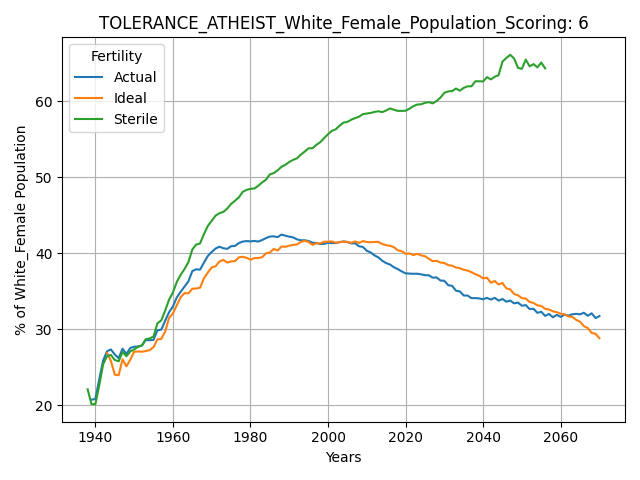 TOLERANCE_ATHEIST_White_Female_Population_Scoring: 6
Fertility
Actual
Ideal
Sterile
% of White_Female Population
60
50
40
30
20
1940 1960 1980 2000 2020 2040 2060
Years